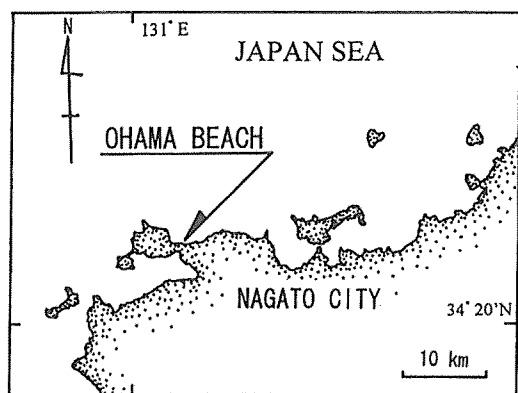 N
131° E
JAPAN SEA
OHAMA BEACH
NAGATO CITY
34° 20'N
10 km